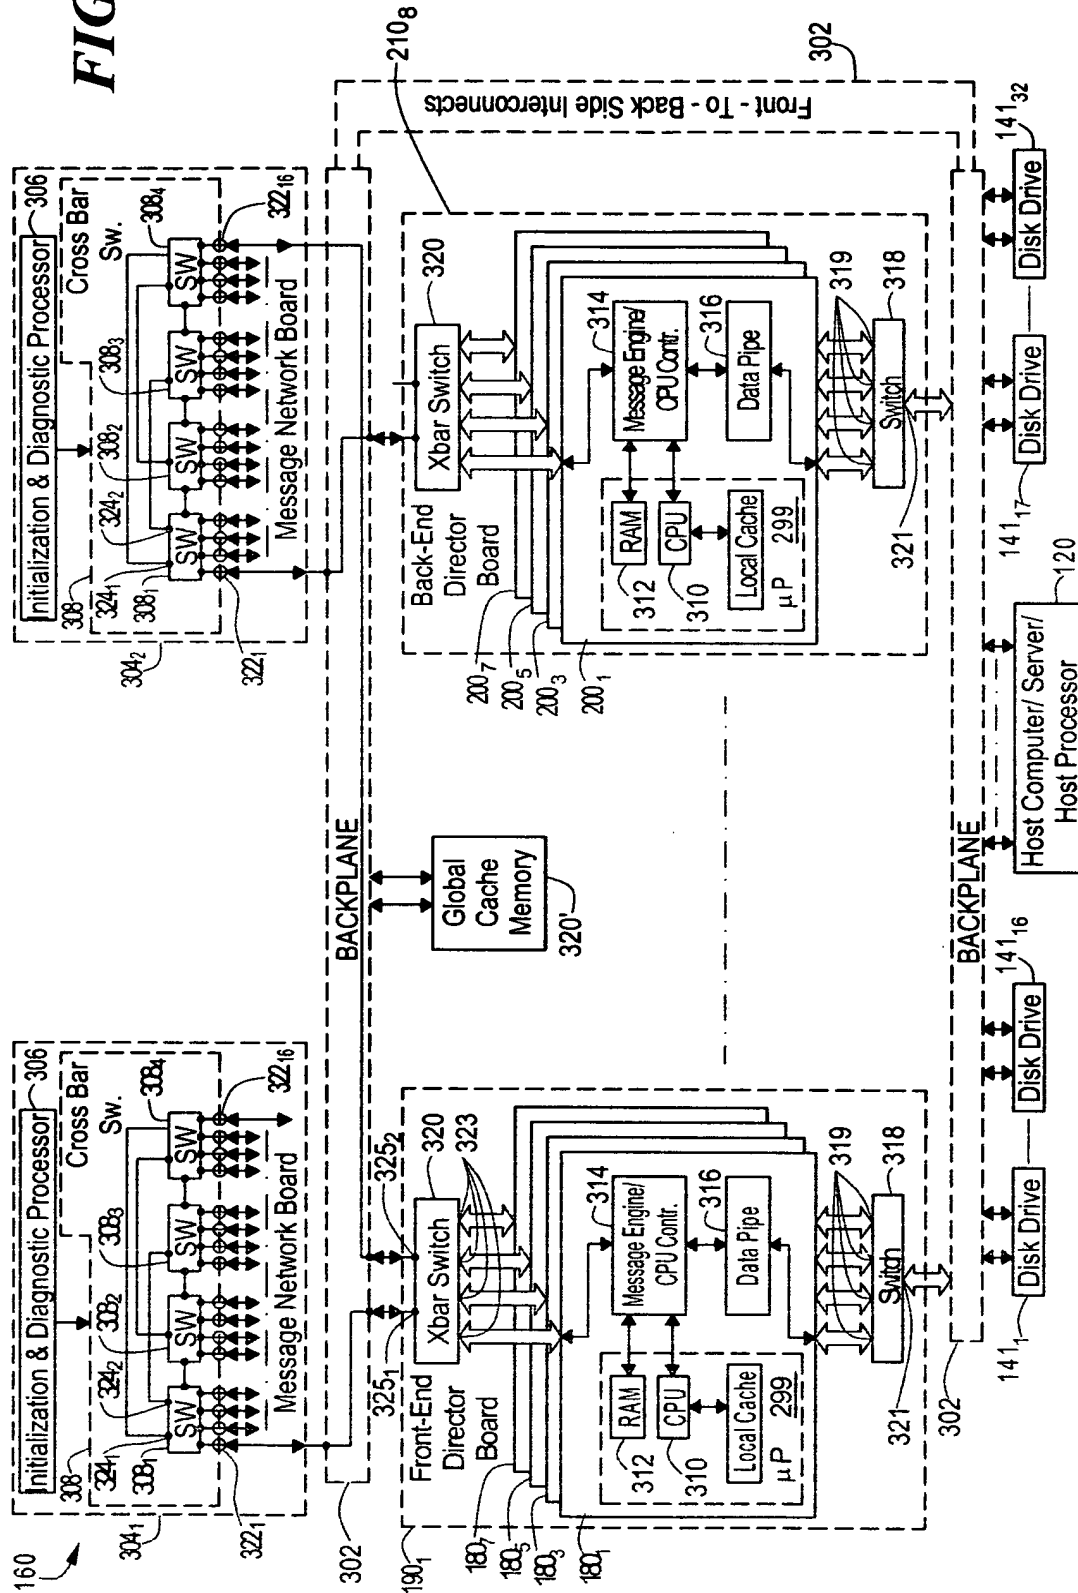 FIG
160
Initialization & Diagnostic Processor
306
Cross Bar
Sw.
308
324₁
324₂
308₁
308₂
308₃
308₄
SW
SW
SW
SW
Message Network Board
304₁
322₁
322₁₆
Initialization & Diagnostic Processor
306
Cross Bar
Sw.
308
324₁
324₂
308₁
308₂
308₃
308₄
SW
SW
SW
SW
Message Network Board
304₂
322₁
322₁₆
302
BACKPLANE
Global
Cache
Memory
320'
Front - To - Back Side Interconnects
302
190₁
Front-End
Director
Board
325₁
325₂
Xbar Switch
320
323
180₇
180₅
180₃
180₁
Message Engine/
CPU Contr.
314
Data Pipe
316
RAM
312
CPU
310
Local Cache
μP
299
319
Switch
318
321
210₈
Back-End
Director
Board
Xbar Switch
320
200₇
200₅
200₃
200₁
Message Engine/
CPU Contr.
314
Data Pipe
316
RAM
312
CPU
310
Local Cache
μP
299
319
Switch
318
321
302
BACKPLANE
Disk Drive
141₁
Disk Drive
141₁₆
Host Computer/ Server/
Host Processor
120
Disk Drive
141₁₇
Disk Drive
141₃₂